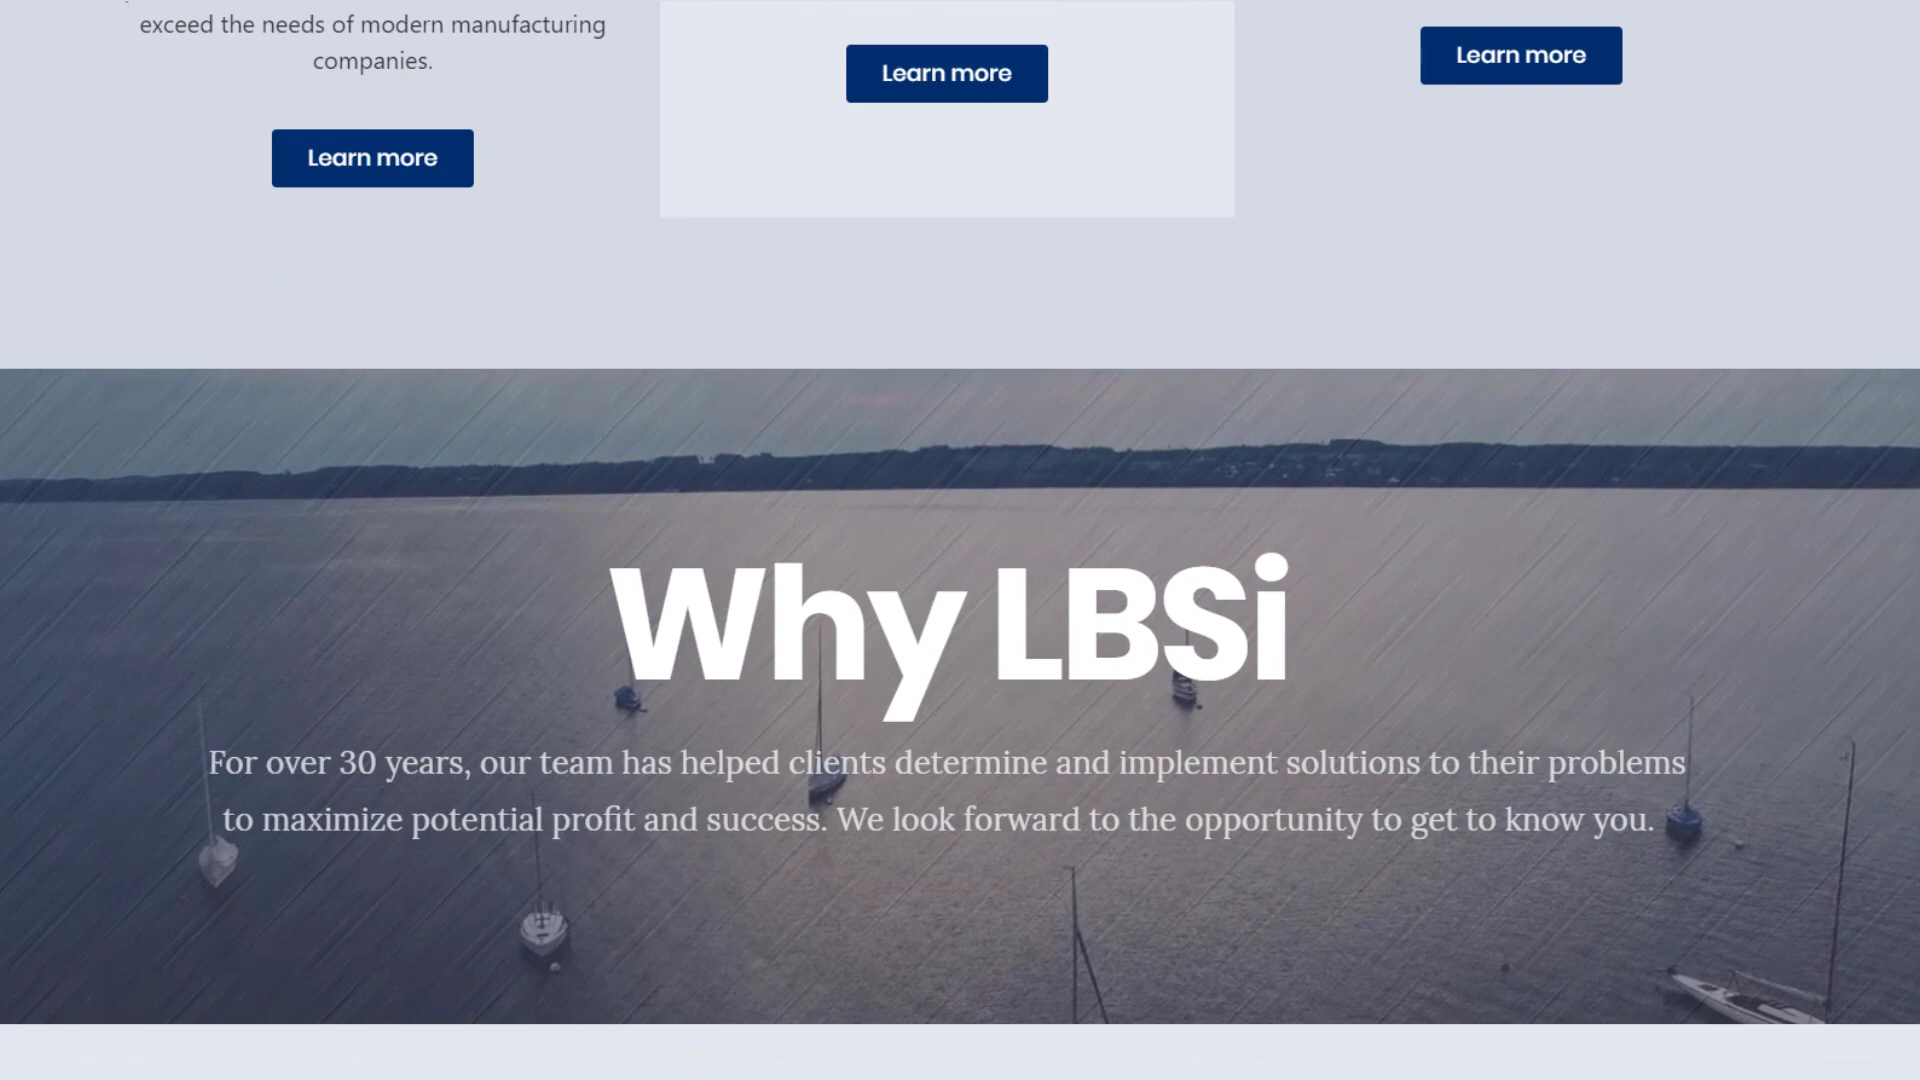 exceed the needs of modern manufacturing
companies.
Learn more
Learn more
Learn more
Why LBSi
For over 30 years, our team has helped clients determine and implement solutions to their problems
to maximize potential profit and success. We look forward to the opportunity to get to know you.